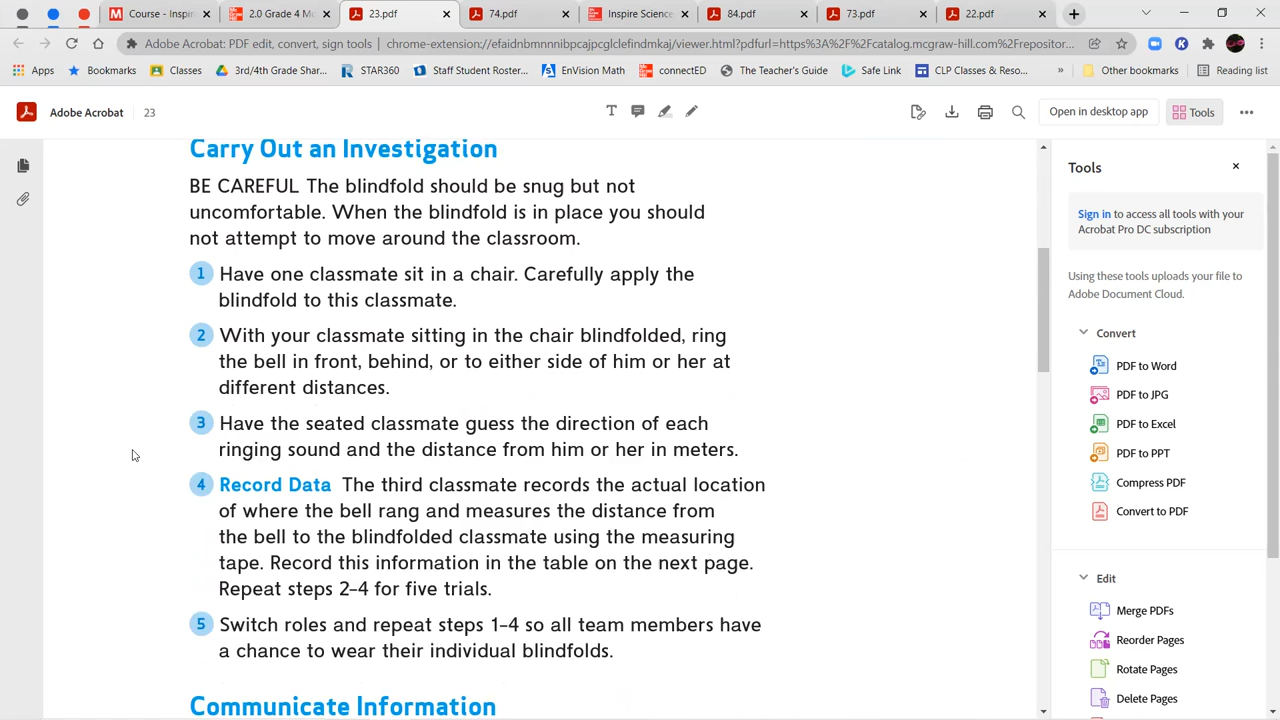 Course - Inspi
2.0 Grade 4 M
23.pdf
74.pdf
Inspire Science
84.pdf
73.pdf
22.pdf
Adobe Acrobat: PDF edit, convert, sign tools | chrome-extension://efaidnbmnnnibpcajpcglclefindmkaj/viewer.html?pdfurl=https%3A%2F%2Fcatalog.mcgraw-hill.com%2Frepositor...
Apps
Bookmarks
Classes
3rd/4th Grade Shar...
STAR360
Staff Student Roster...
EnVision Math
connectED
The Teacher's Guide
Safe Link
CLP Classes & Reso...
»
Other bookmarks
Reading list
Adobe Acrobat
23
Open in desktop app
Tools
Carry Out an Investigation
BE CAREFUL The blindfold should be snug but not
uncomfortable. When the blindfold is in place you should
not attempt to move around the classroom.
1 Have one classmate sit in a chair. Carefully apply the
blindfold to this classmate.
2 With your classmate sitting in the chair blindfolded, ring
the bell in front, behind, or to either side of him or her at
different distances.
3 Have the seated classmate guess the direction of each
ringing sound and the distance from him or her in meters.
4 Record Data The third classmate records the actual location
of where the bell rang and measures the distance from
the bell to the blindfolded classmate using the measuring
tape. Record this information in the table on the next page.
Repeat steps 2–4 for five trials.
5 Switch roles and repeat steps 1–4 so all team members have
a chance to wear their individual blindfolds.
Communicate Information
Tools
Sign in to access all tools with your
Acrobat Pro DC subscription
Using these tools uploads your file to
Adobe Document Cloud.
Convert
PDF to Word
PDF to JPG
PDF to Excel
PDF to PPT
Compress PDF
Convert to PDF
Edit
Merge PDFs
Reorder Pages
Rotate Pages
Delete Pages